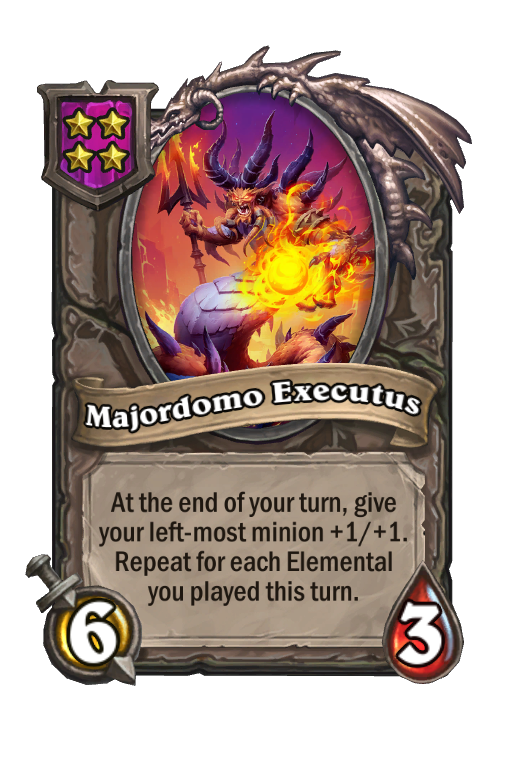 Majordomo Executus
At the end of your turn, give
your left-most minion +1/+1.
Repeat for each Elemental
you played this turn.
6
3